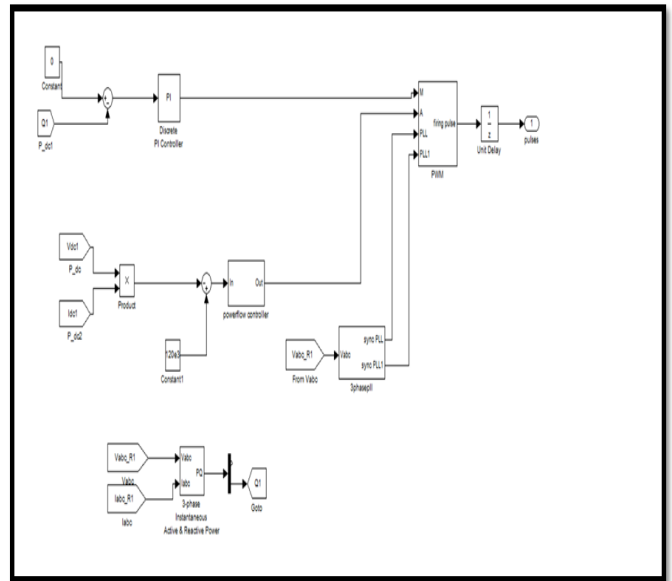 0
Constant
Q1
P_dc1
PI
Discrete
PI Controller
M
A
PLL
PLL1
firing pulse
PWM
1
z
Unit Delay
1
pulses
Vdc1
P_dc
Idc1
P_dc2
X
Product
In
Out
powerflow controller
120e3
Constant1
Vabc_R1
From Vabc
Vabc
sync PLL
sync PLL1
3phasepll
Vabc_R1
Vabc
Iabc_R1
Iabc
Vabc
Iabc
PQ
3-phase
Instantaneous
Active & Reactive Power
Q1
Goto